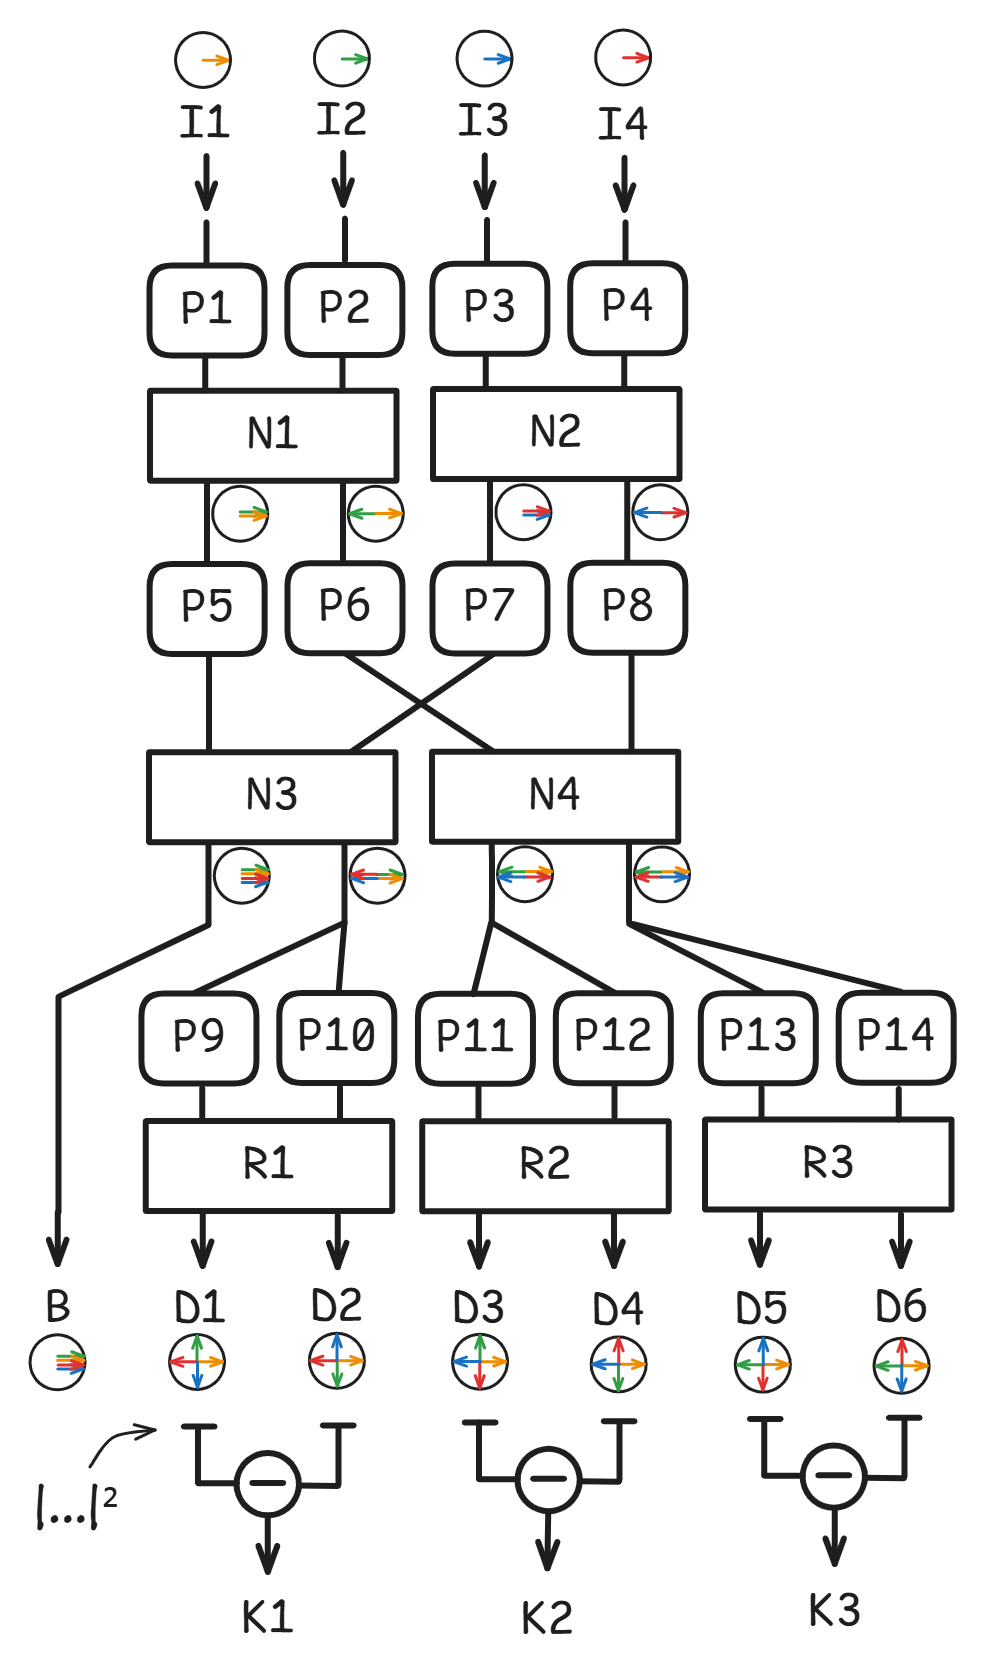 I1 I2 I3 I4
P1 P2 P3 P4
N1 N2
P5 P6 P7 P8
N3 N4
P9 P10 P11 P12 P13 P14
R1 R2 R3
B D1 D2 D3 D4 D5 D6
|...|²
K1 K2 K3